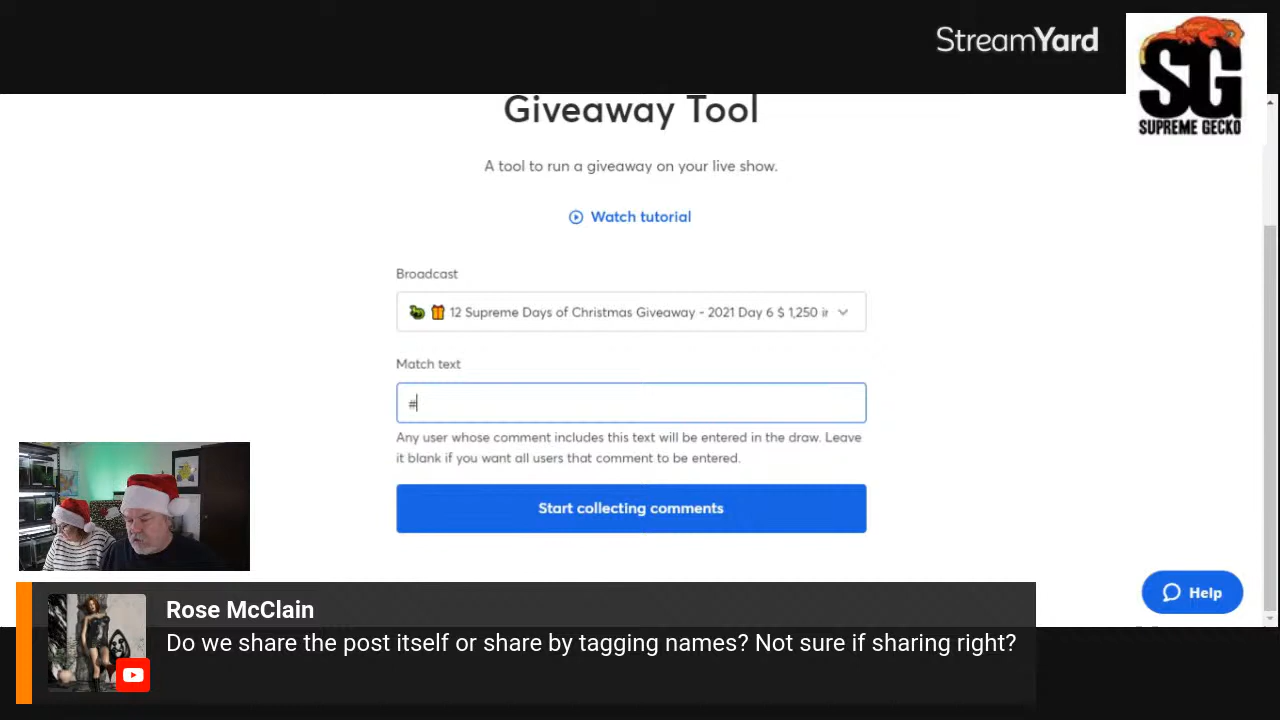 StreamYard
SG
SUPREME GECKO
Giveaway Tool
A tool to run a giveaway on your live show.
Watch tutorial
Broadcast
12 Supreme Days of Christmas Giveaway - 2021 Day 6 $ 1,250 ir
Match text
#
Any user whose comment includes this text will be entered in the draw. Leave
it blank if you want all users that comment to be entered.
Start collecting comments
Help
Rose McClain
Do we share the post itself or share by tagging names? Not sure if sharing right?